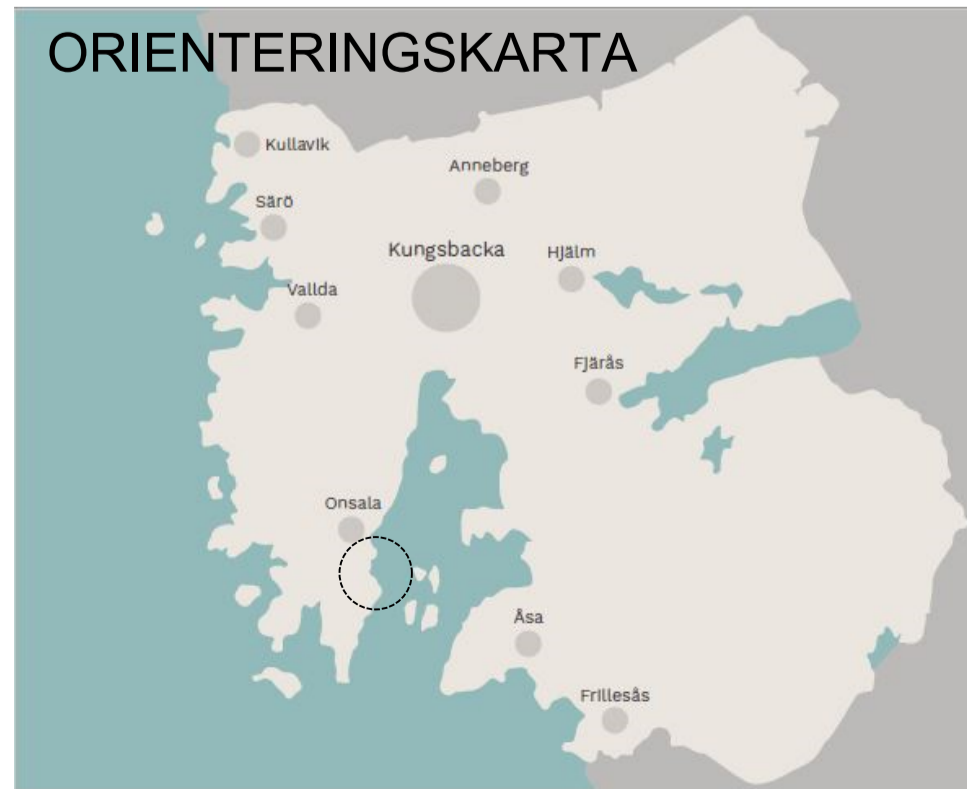 ORIENTERINGSKARTA
Kullavik
Anneberg
Särö
Kungsbacka
Hjälm
Vallda
Fjärås
Onsala
Åsa
Frillesås